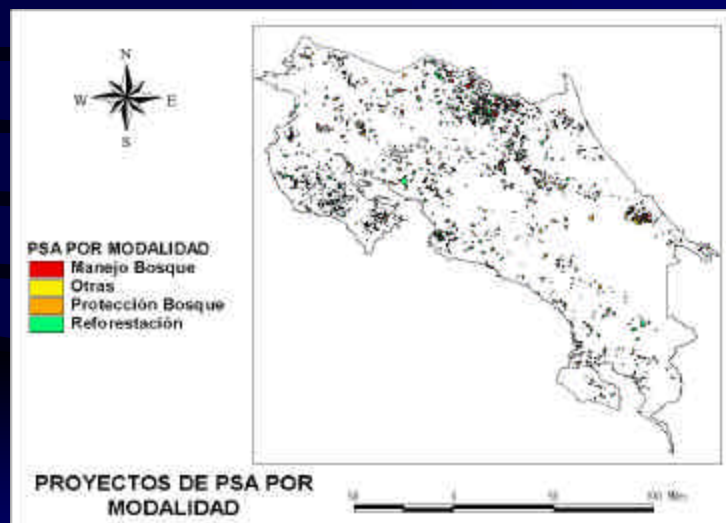 N
W E
S
PSA POR MODALIDAD
Manejo Bosque
Otras
Protección Bosque
Reforestación
PROYECTOS DE PSA POR
MODALIDAD